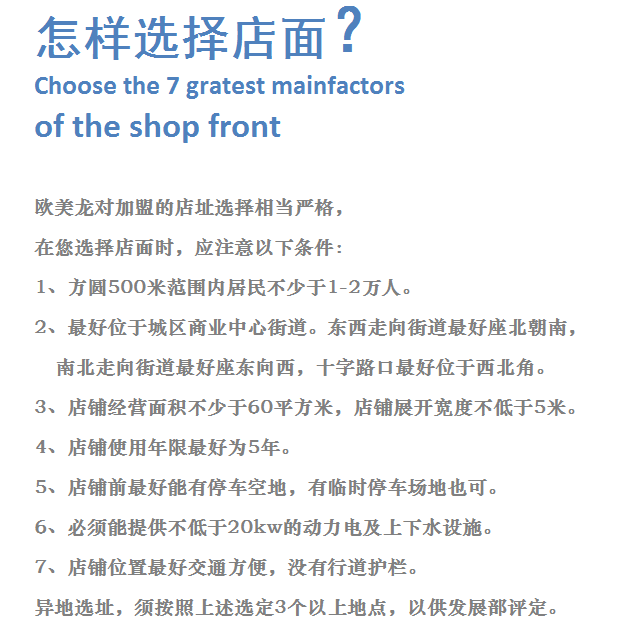 怎样选择店面?
Choose the 7 gratest mainfactors
of the shop front
欧美龙对加盟的店址选择相当严格，
在您选择店面时，应注意以下条件：
1、方圆500米范围内居民不少于1-2万人。
2、最好位于城区商业中心街道。东西走向街道最好座北朝南，
南北走向街道最好座东向西，十字路口最好位于西北角。
3、店铺经营面积不少于60平方米，店铺展开宽度不低于5米。
4、店铺使用年限最好为5年。
5、店铺前最好能有停车空地，有临时停车场地也可。
6、必须能提供不低于20kw的动力电及上下水设施。
7、店铺位置最好交通方便，没有行道护栏。
异地选址，须按照上述选定3个以上地点，以供发展部评定。